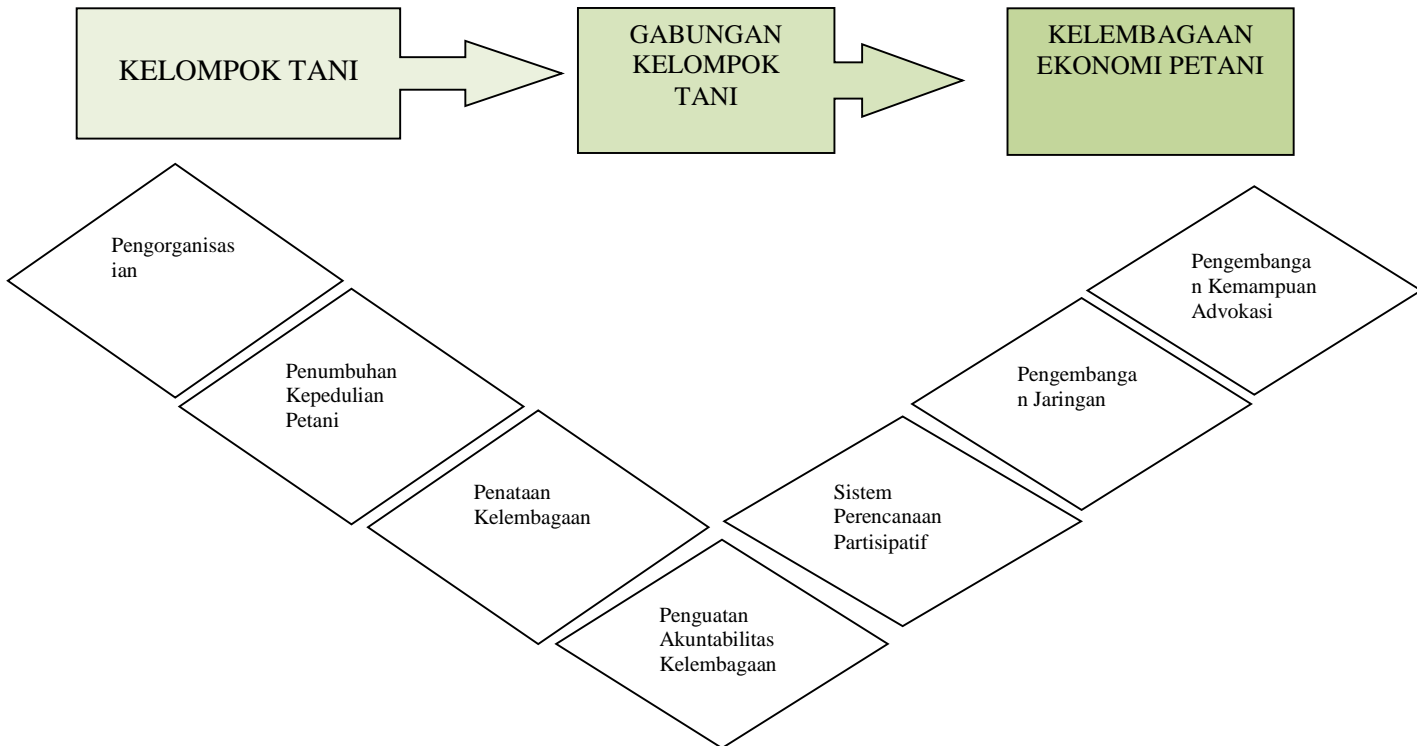 KELOMPOK TANI
GABUNGAN
KELOMPOK
TANI
KELEMBAGAAN
EKONOMI PETANI
Pengorganisas
ian
Penumbuhan
Kepedulian
Petani
Penataan
Kelembagaan
Penguatan
Akuntabilitas
Kelembagaan
Sistem
Perencanaan
Partisipatif
Pengembanga
n Jaringan
Pengembanga
n Kemampuan
Advokasi